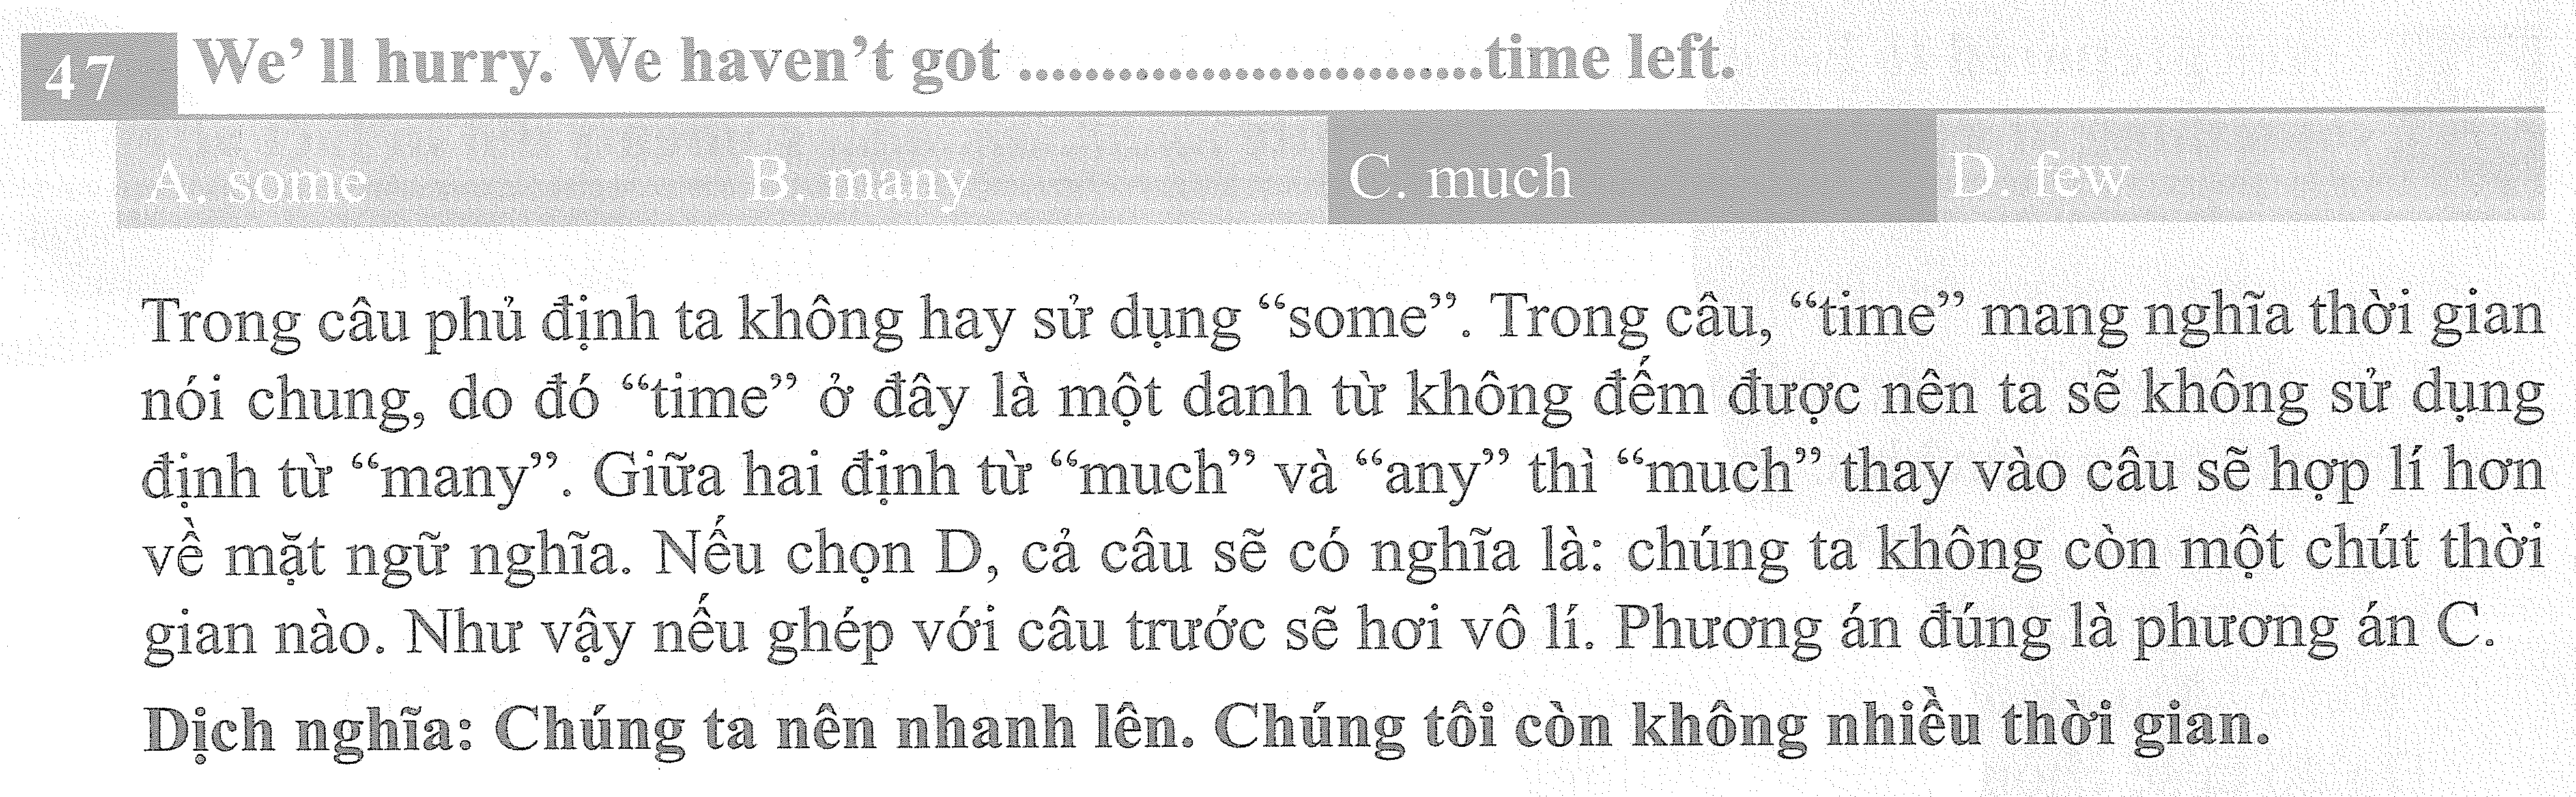 47 We'll hurry. We haven't got ............................time left.
A. some B. many C. much D. few
Trong câu phủ định ta không hay sử dụng “some”. Trong câu, “time” mang nghĩa thời gian
nói chung, do đó “time” ở đây là một danh từ không đếm được nên ta sẽ không sử dụng
định từ “many”. Giữa hai định từ “much” và “any” thì “much” thay vào câu sẽ hợp lí hơn
về mặt ngữ nghĩa. Nếu chọn D, cả câu sẽ có nghĩa là: chúng ta không còn một chút thời
gian nào. Như vậy nếu ghép với câu trước sẽ hơi vô lí. Phương án đúng là phương án C.
Dịch nghĩa: Chúng ta nên nhanh lên. Chúng tôi còn không nhiều thời gian.